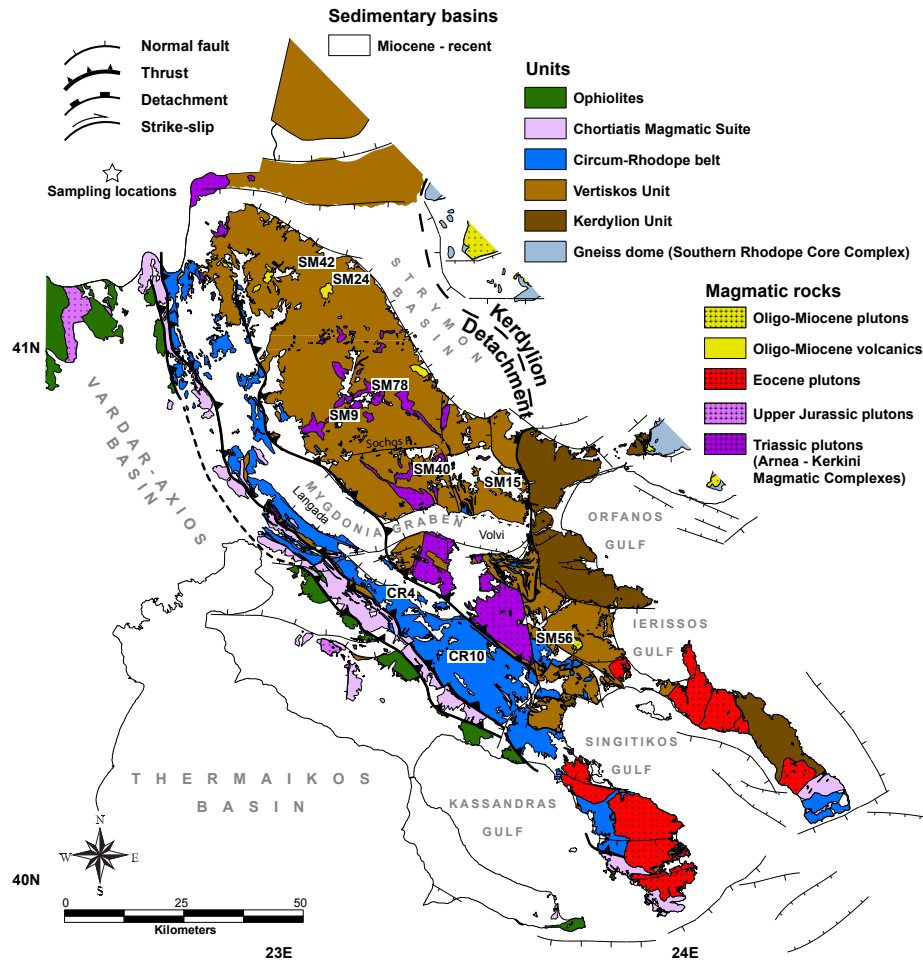 Sedimentary basins
Miocene - recent
Normal fault
Thrust
Detachment
Strike-slip
Sampling locations
Units
Ophiolites
Chortiatis Magmatic Suite
Circum-Rhodope belt
Vertiskos Unit
Kerdylion Unit
Gneiss dome (Southern Rhodope Core Complex)
Magmatic rocks
Oligo-Miocene plutons
Oligo-Miocene volcanics
Eocene plutons
Upper Jurassic plutons
Triassic plutons
(Arnea - Kerkini
Magmatic Complexes)
SM42
SM24
STRYMON
BASIN
Kerdylion
Detachment
41N
SM78
SM9
Sochos F.
SM40
SM15
VARDAR-AXIOS
BASIN
Langada
MYGDONIA GRABEN
Volvi
ORFANOS
GULF
CR4
IERISSOS
GULF
SM56
CR10
SINGITIKOS
GULF
THERMAIKOS
BASIN
KASSANDRAS
GULF
N
W
E
S
40N
0
25
50
Kilometers
23E
24E